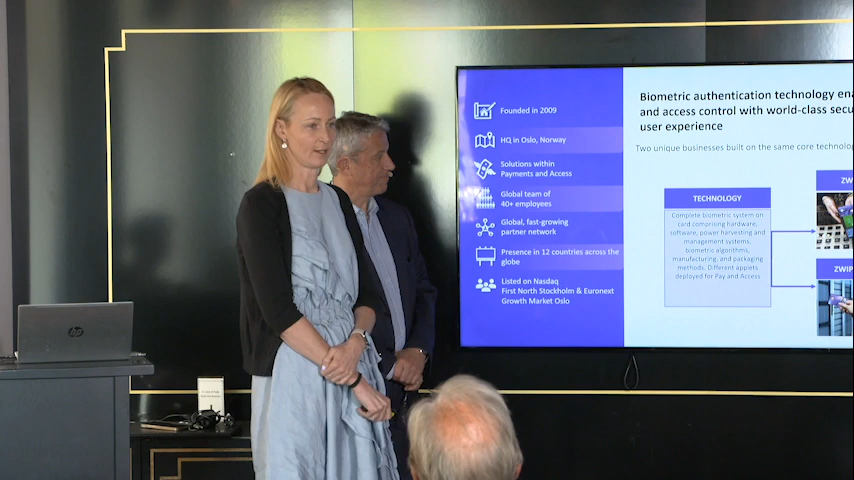 Founded in 2009
HQ in Oslo, Norway
Solutions within
Payments and Access
Global team of
40+ employees
Global, fast-growing
partner network
Presence in 12 countries across the
globe
Listed on Nasdaq
First North Stockholm & Euronext
Growth Market Oslo
Biometric authentication technology ena
and access control with world-class secu
user experience
Two unique businesses built on the same core technolog
TECHNOLOGY
Complete biometric system on
card comprising hardware,
software, power harvesting and
management systems,
biometric algorithms,
manufacturing, and packaging
methods. Different applets
deployed for Pay and Access
ZW
ZWIP
hp